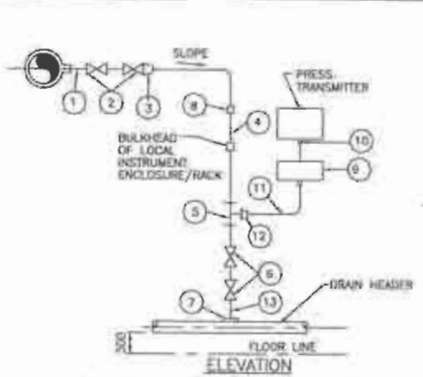 SLOPE
PRESS.
TRANSMITTER
1
2
3
8
4
10
BULKHEAD
OF LOCAL
INSTRUMENT
ENCLOSURE/RACK
9
11
5
12
6
7
13
DRAIN HEADER
300
FLOOR LINE
ELEVATION